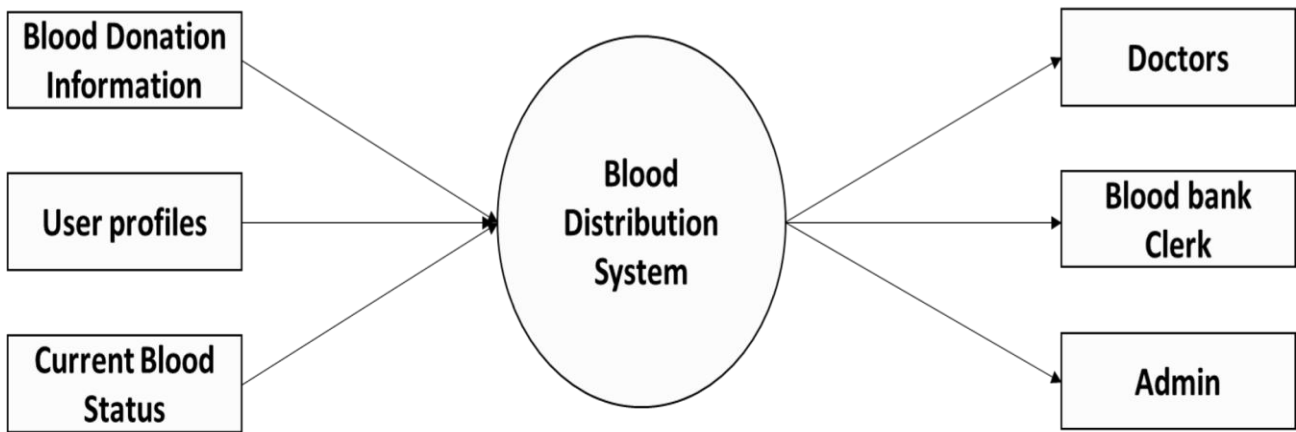 Blood Donation
Information
User profiles
Current Blood
Status
Blood
Distribution
System
Doctors
Blood bank
Clerk
Admin